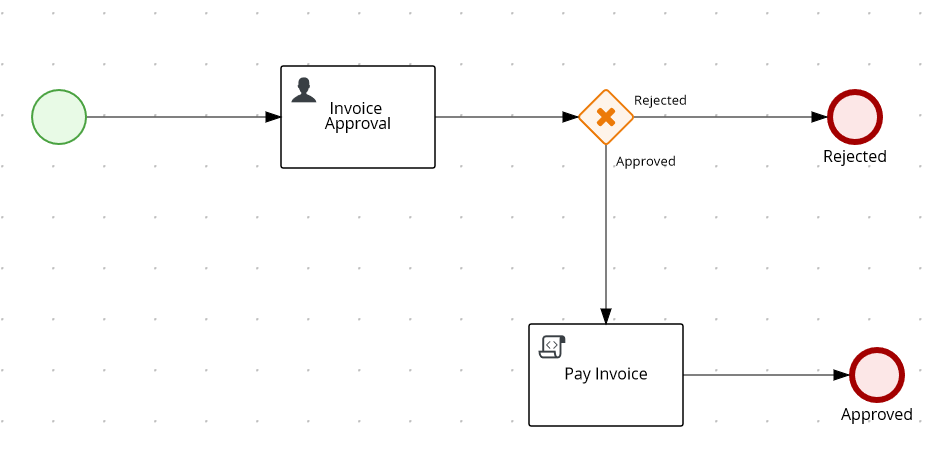 Invoice
Approval
Rejected
Rejected
Approved
Pay Invoice
Approved